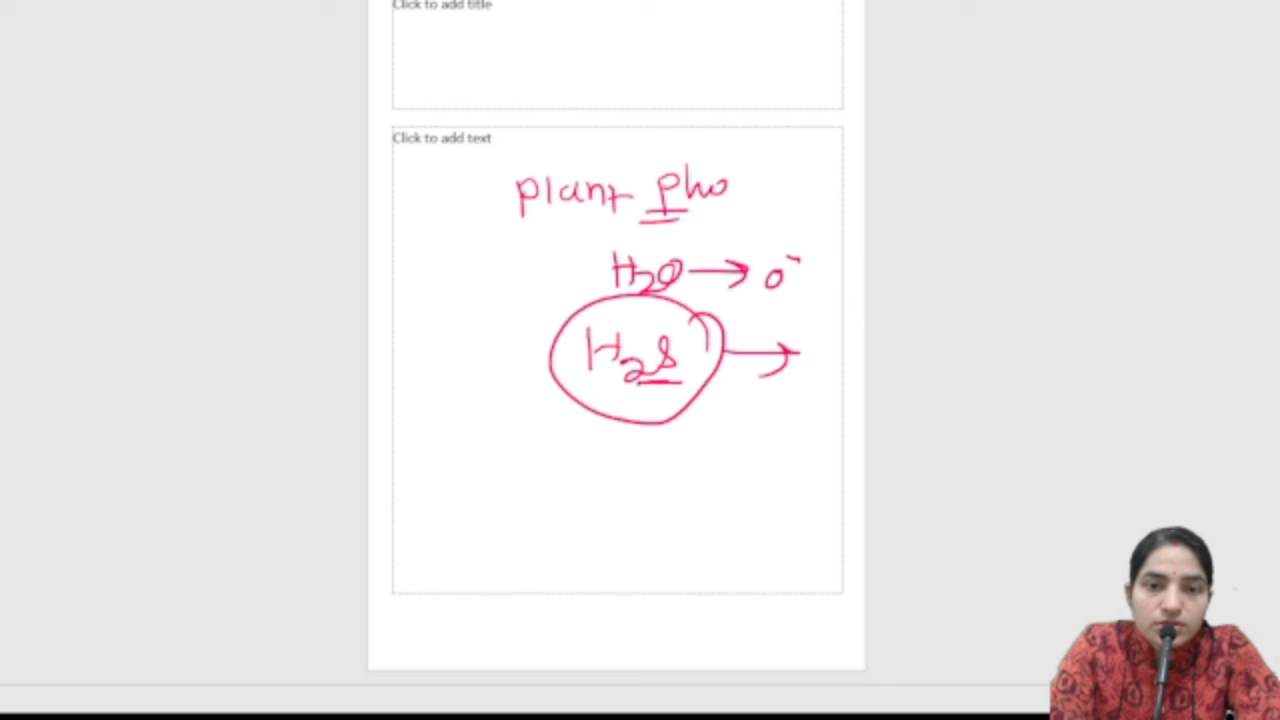 Click to add title
Click to add text
plant pho
H2O → O
H2S →